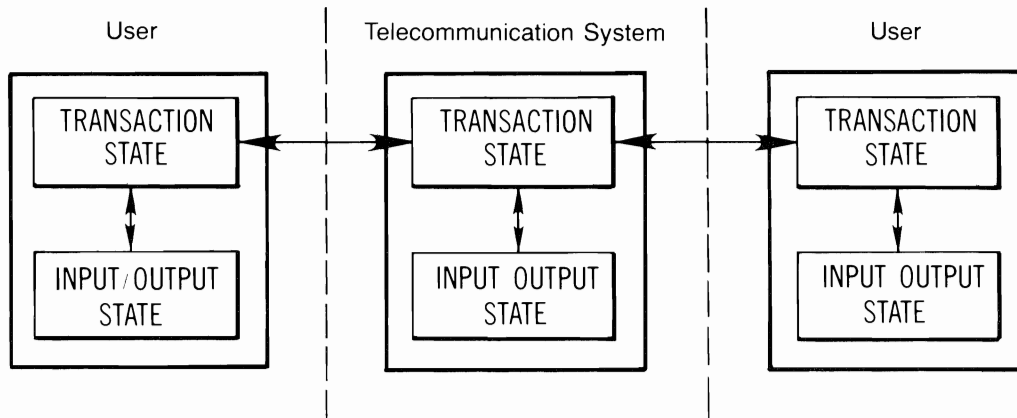 User
Telecommunication System
User
TRANSACTION
STATE
TRANSACTION
STATE
TRANSACTION
STATE
INPUT/OUTPUT
STATE
INPUT OUTPUT
STATE
INPUT OUTPUT
STATE